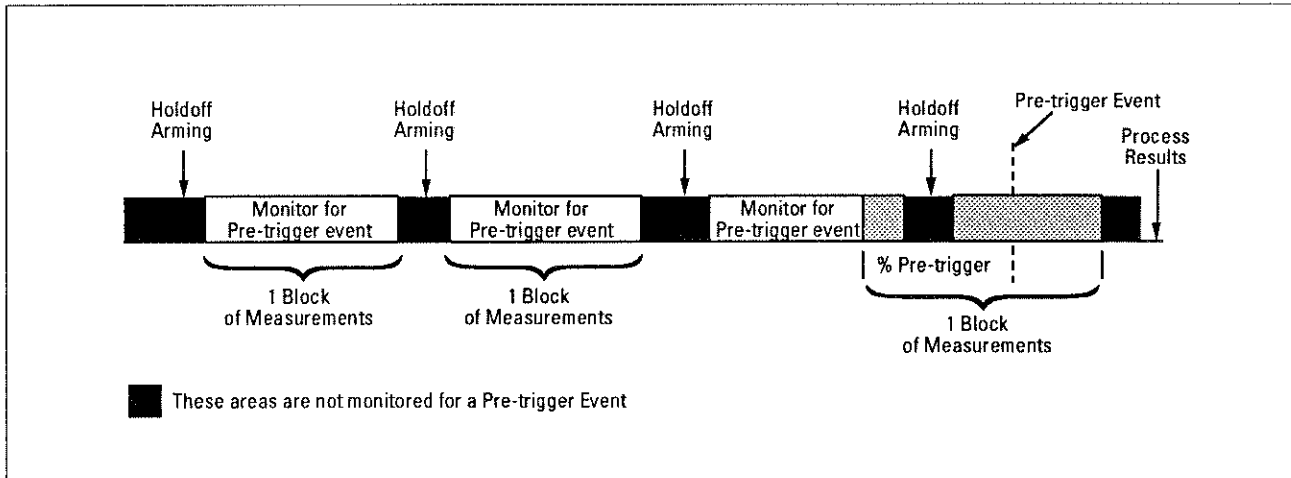 Holdoff
Arming
Holdoff
Arming
Holdoff
Arming
Holdoff
Arming
Pre-trigger Event
Process
Results
Monitor for
Pre-trigger event
Monitor for
Pre-trigger event
Monitor for
Pre-trigger event
% Pre-trigger
1 Block
of Measurements
1 Block
of Measurements
1 Block
of Measurements
These areas are not monitored for a Pre-trigger Event